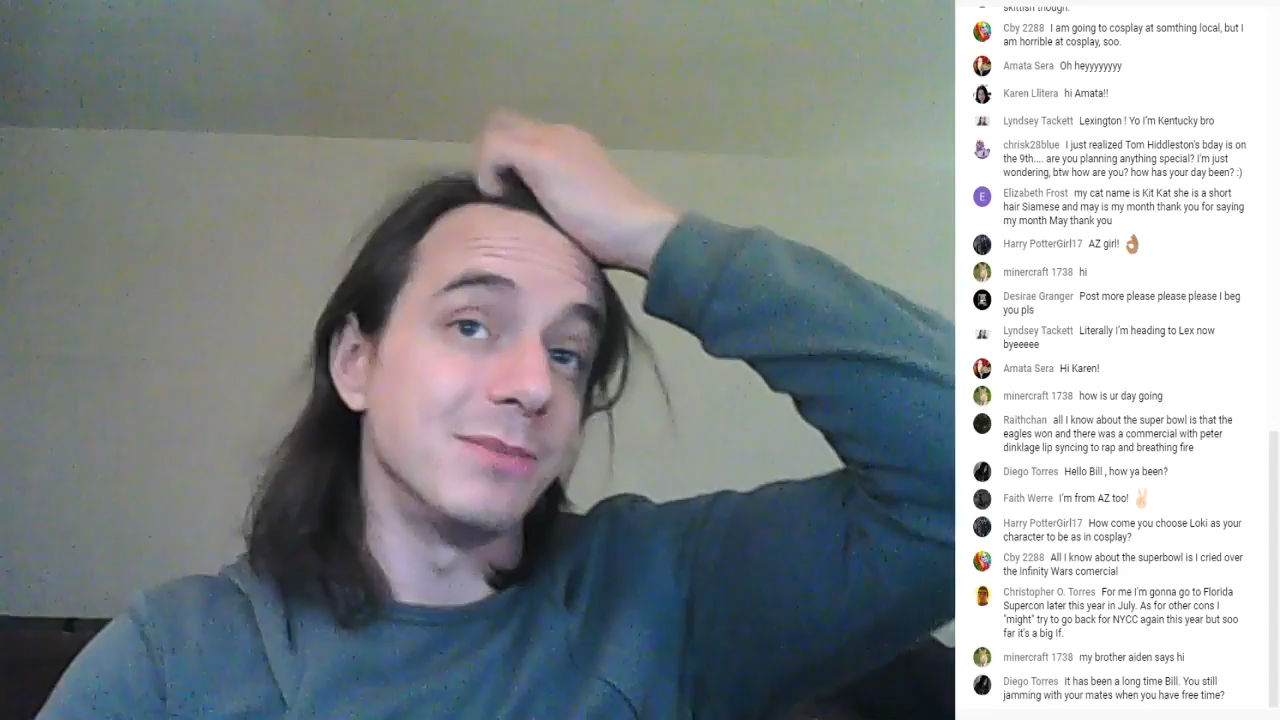 skittish though.
Cby 2288 I am going to cosplay at somthing local, but I
am horrible at cosplay, soo.
Amata Sera Oh heyyyyyyyy
Karen Llitera hi Amata!!
Lyndsey Tackett Lexington ! Yo I'm Kentucky bro
chrisk28blue I just realized Tom Hiddleston's bday is on
the 9th.... are you planning anything special? I'm just
wondering, btw how are you? how has your day been? :)
E
Elizabeth Frost my cat name is Kit Kat she is a short
hair Siamese and may is my month thank you for saying
my month May thank you
Harry PotterGirl17 AZ girl! 👌🏽
minercraft 1738 hi
Desirae Granger Post more please please please I beg
you pls
Lyndsey Tackett Literally I'm heading to Lex now
byeeeee
Amata Sera Hi Karen!
minercraft 1738 how is ur day going
Raithchan all I know about the super bowl is that the
eagles won and there was a commercial with peter
dinklage lip syncing to rap and breathing fire
Diego Torres Hello Bill , how ya been?
Faith Werre I'm from AZ too! ✌🏻
Harry PotterGirl17 How come you choose Loki as your
character to be as in cosplay?
Cby 2288 All I know about the superbowl is I cried over
the Infinity Wars comercial
Christopher O. Torres For me I'm gonna go to Florida
Supercon later this year in July. As for other cons I
"might" try to go back for NYCC again this year but soo
far it's a big If.
minercraft 1738 my brother aiden says hi
Diego Torres It has been a long time Bill. You still
jamming with your mates when you have free time?